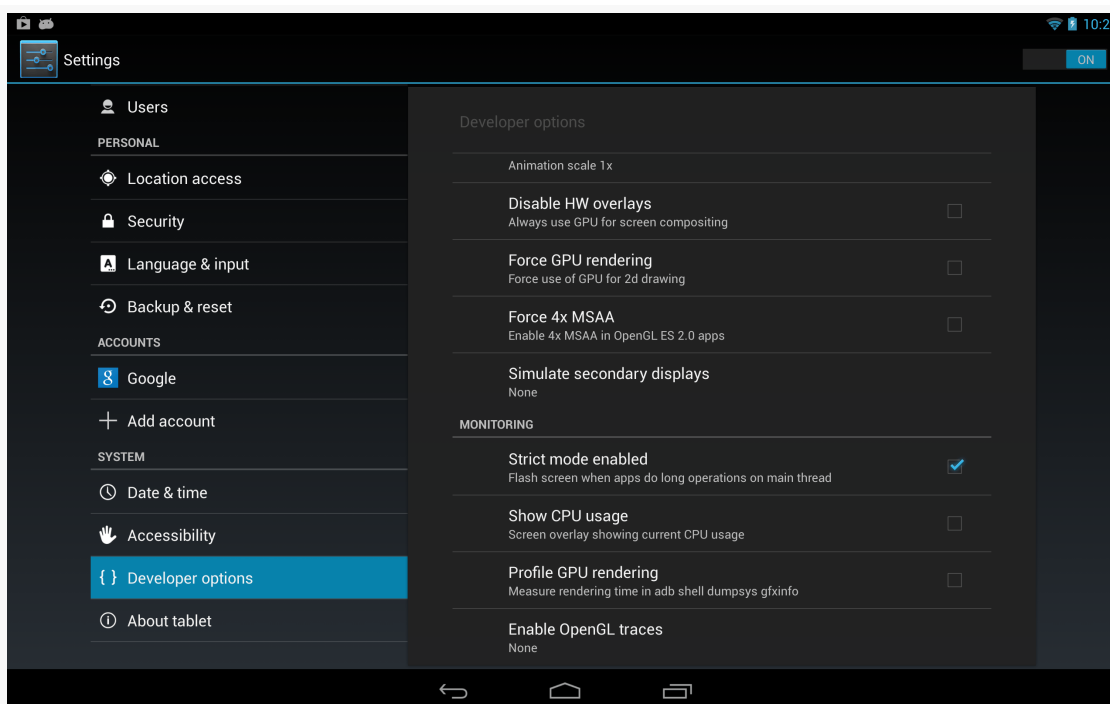 10:2
Settings
ON
Users
PERSONAL
Location access
Security
Language & input
Backup & reset
ACCOUNTS
Google
Add account
SYSTEM
Date & time
Accessibility
{ } Developer options
About tablet
Developer options
Animation scale 1x
Disable HW overlays
Always use GPU for screen compositing
Force GPU rendering
Force use of GPU for 2d drawing
Force 4x MSAA
Enable 4x MSAA in OpenGL ES 2.0 apps
Simulate secondary displays
None
MONITORING
Strict mode enabled
Flash screen when apps do long operations on main thread
Show CPU usage
Screen overlay showing current CPU usage
Profile GPU rendering
Measure rendering time in adb shell dumpsys gfxinfo
Enable OpenGL traces
None